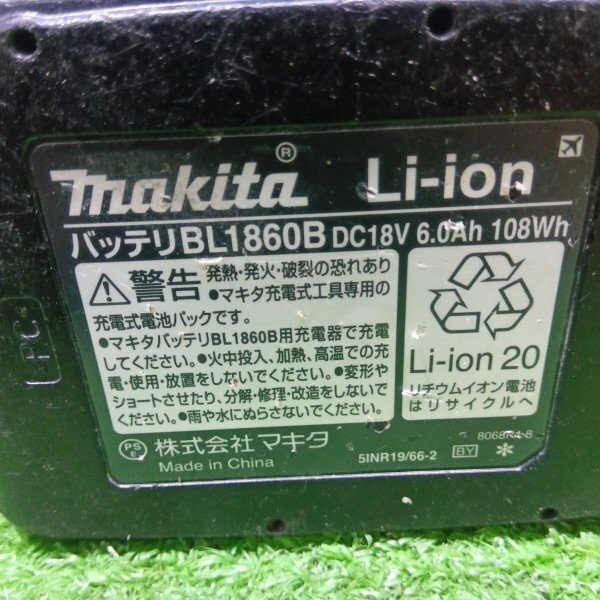 makita ® Li-ion
バッテリBL1860B DC18V 6.0Ah 108Wh
警告 発熱・発火・破裂の恐れあり
●マキタ充電式工具専用の
充電式電池パックです。
●マキタバッテリBL1860B用充電器で充電
してください。●火中投入、加熱、高温での充
電・使用・放置をしないでください。●変形や
ショートさせたり、分解・修理・改造をしないで
ください。●雨や水にぬらさないでください。
Li-ion 20
リチウムイオン電池
はリサイクルへ
PS
E
株式会社 マキタ
Made in China
5INR19/66-2
BY
PC